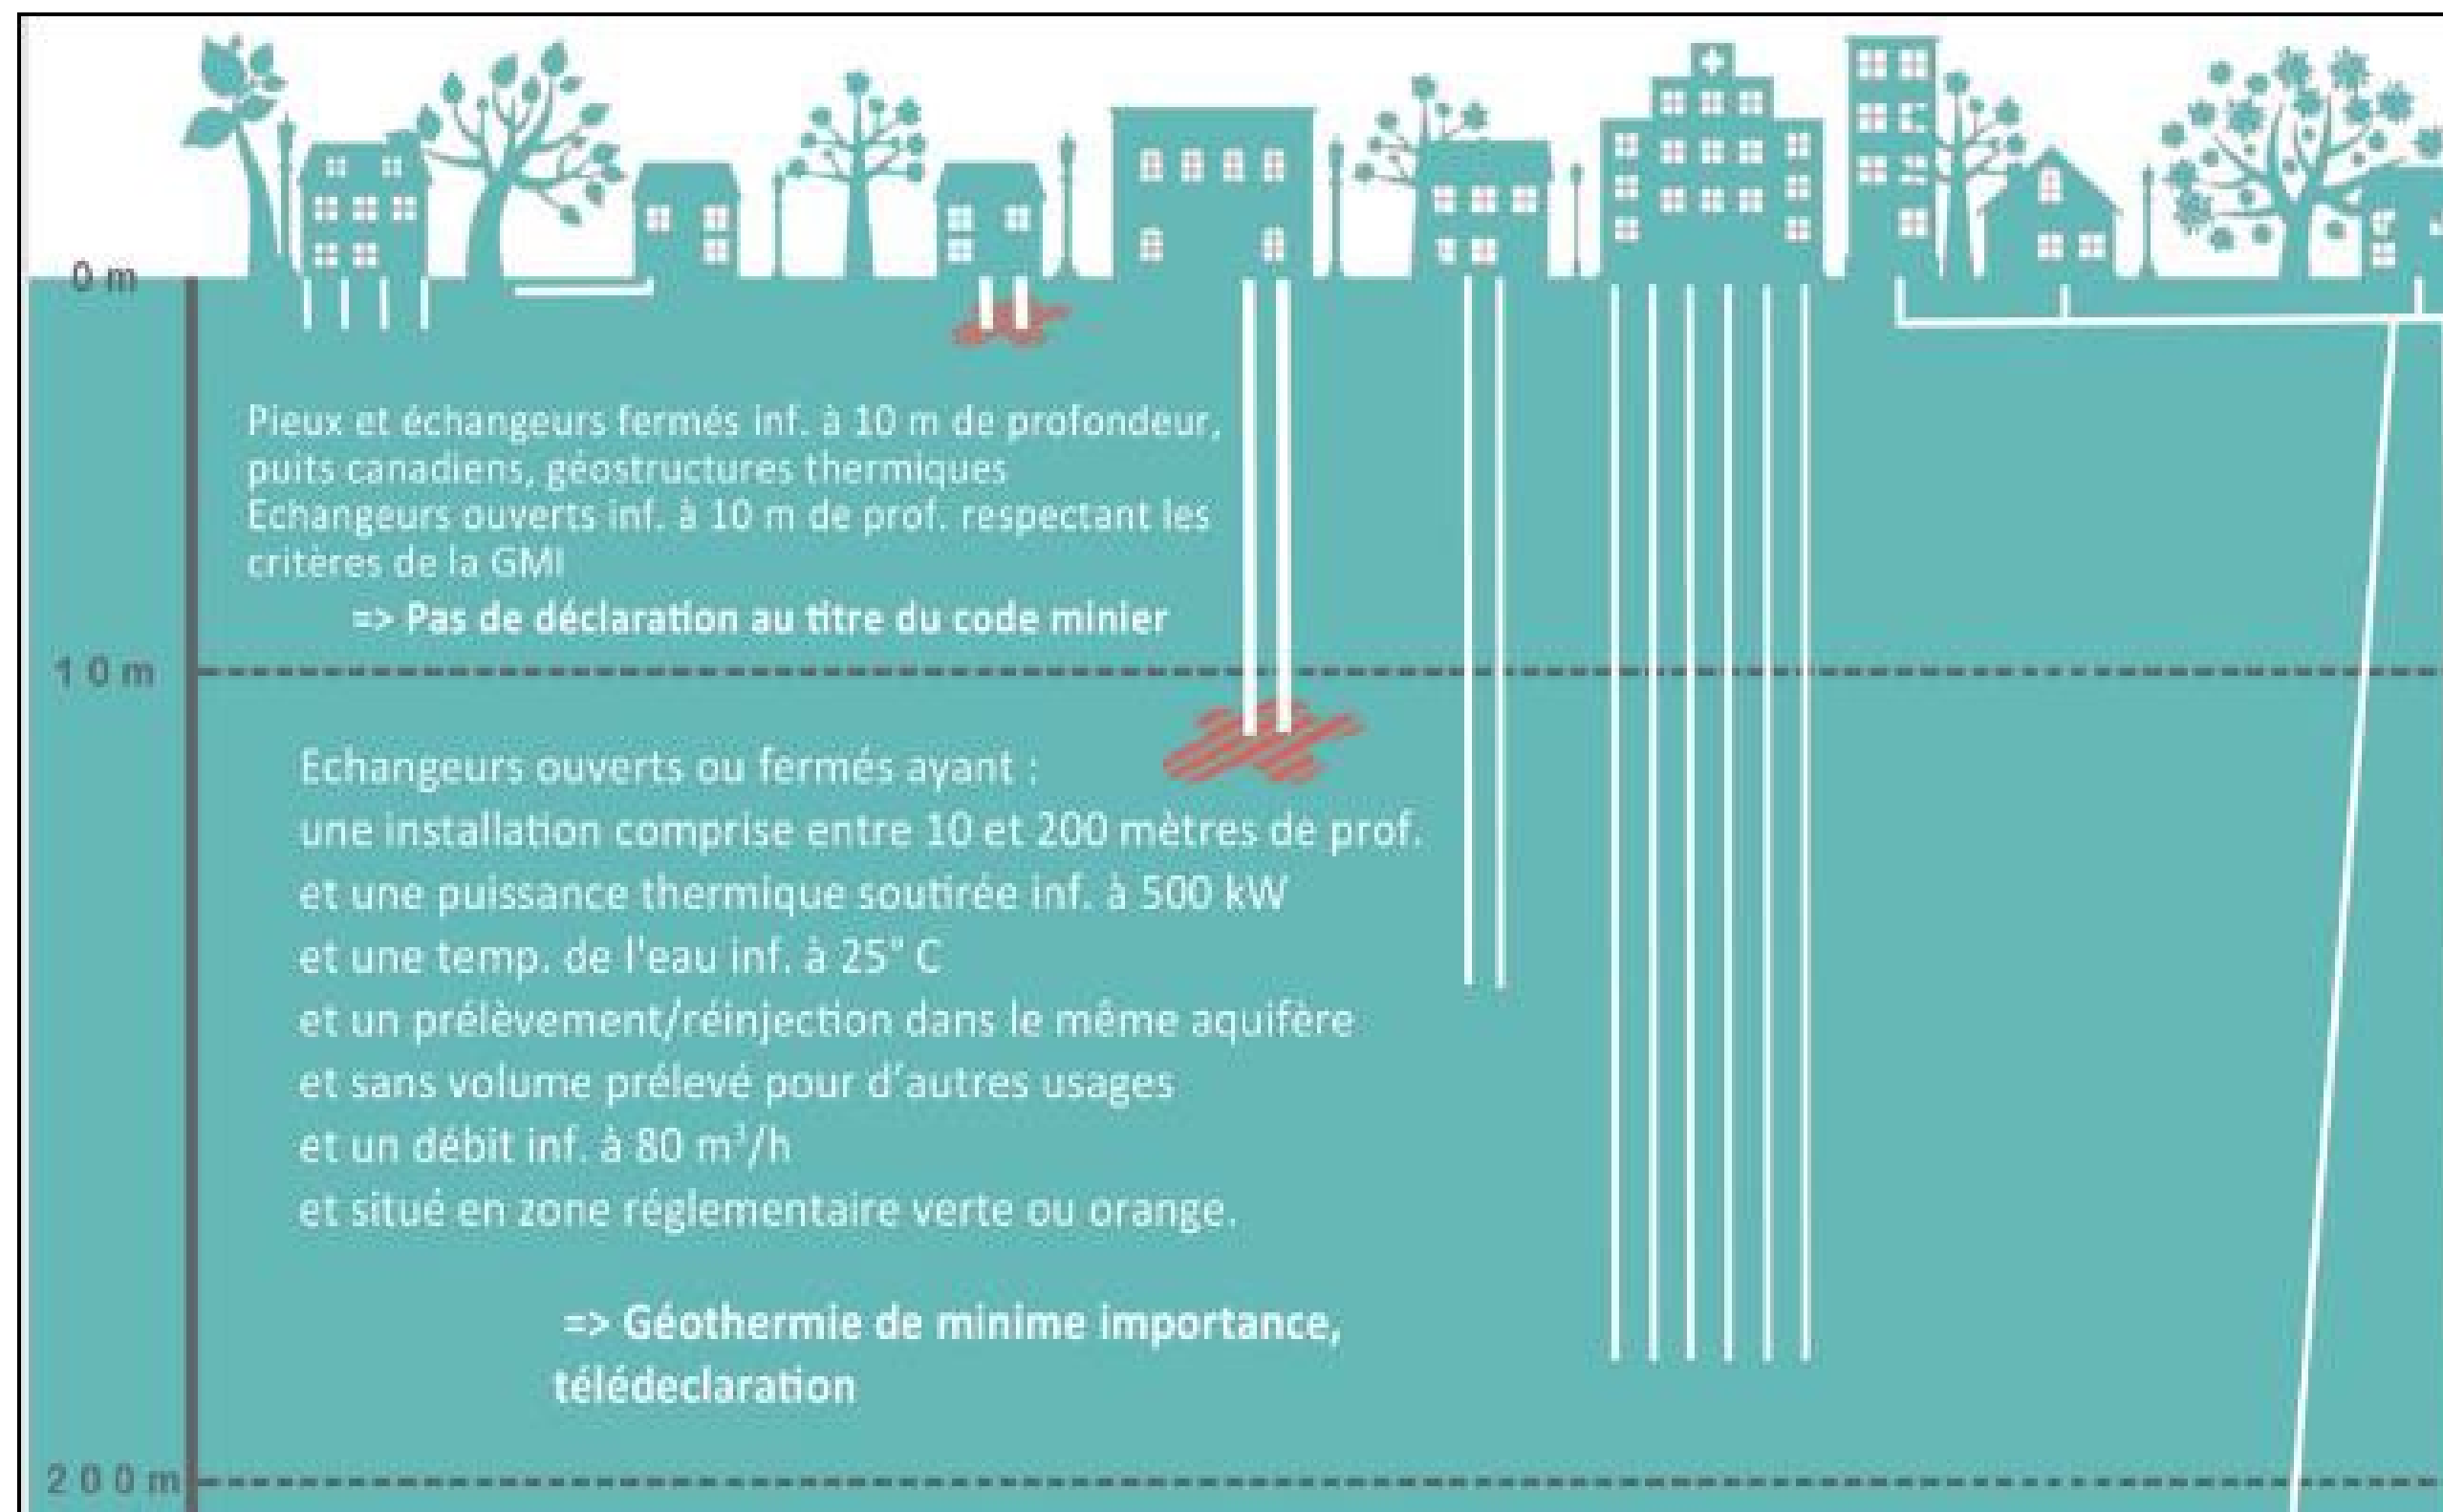 0 m
Pieux et échangeurs fermés inf. à 10 m de profondeur,
puits canadiens, géostructures thermiques
Echangeurs ouverts inf. à 10 m de prof. respectant les
critères de la GMI
=> Pas de déclaration au titre du code minier
10m
Echangeurs ouverts ou fermés ayant :
une installation comprise entre 10 et 200 mètres de prof.
et une puissance thermique soutirée inf. à 500 kW
et une temp. de l'eau inf. à 25° C
et un prélèvement/réinjection dans le même aquifère
et sans volume prélevé pour d’autres usages
et un débit inf. à 80 m³/h
et situé en zone réglementaire verte ou orange.
=> Géothermie de minime importance,
télédeclaration
200m